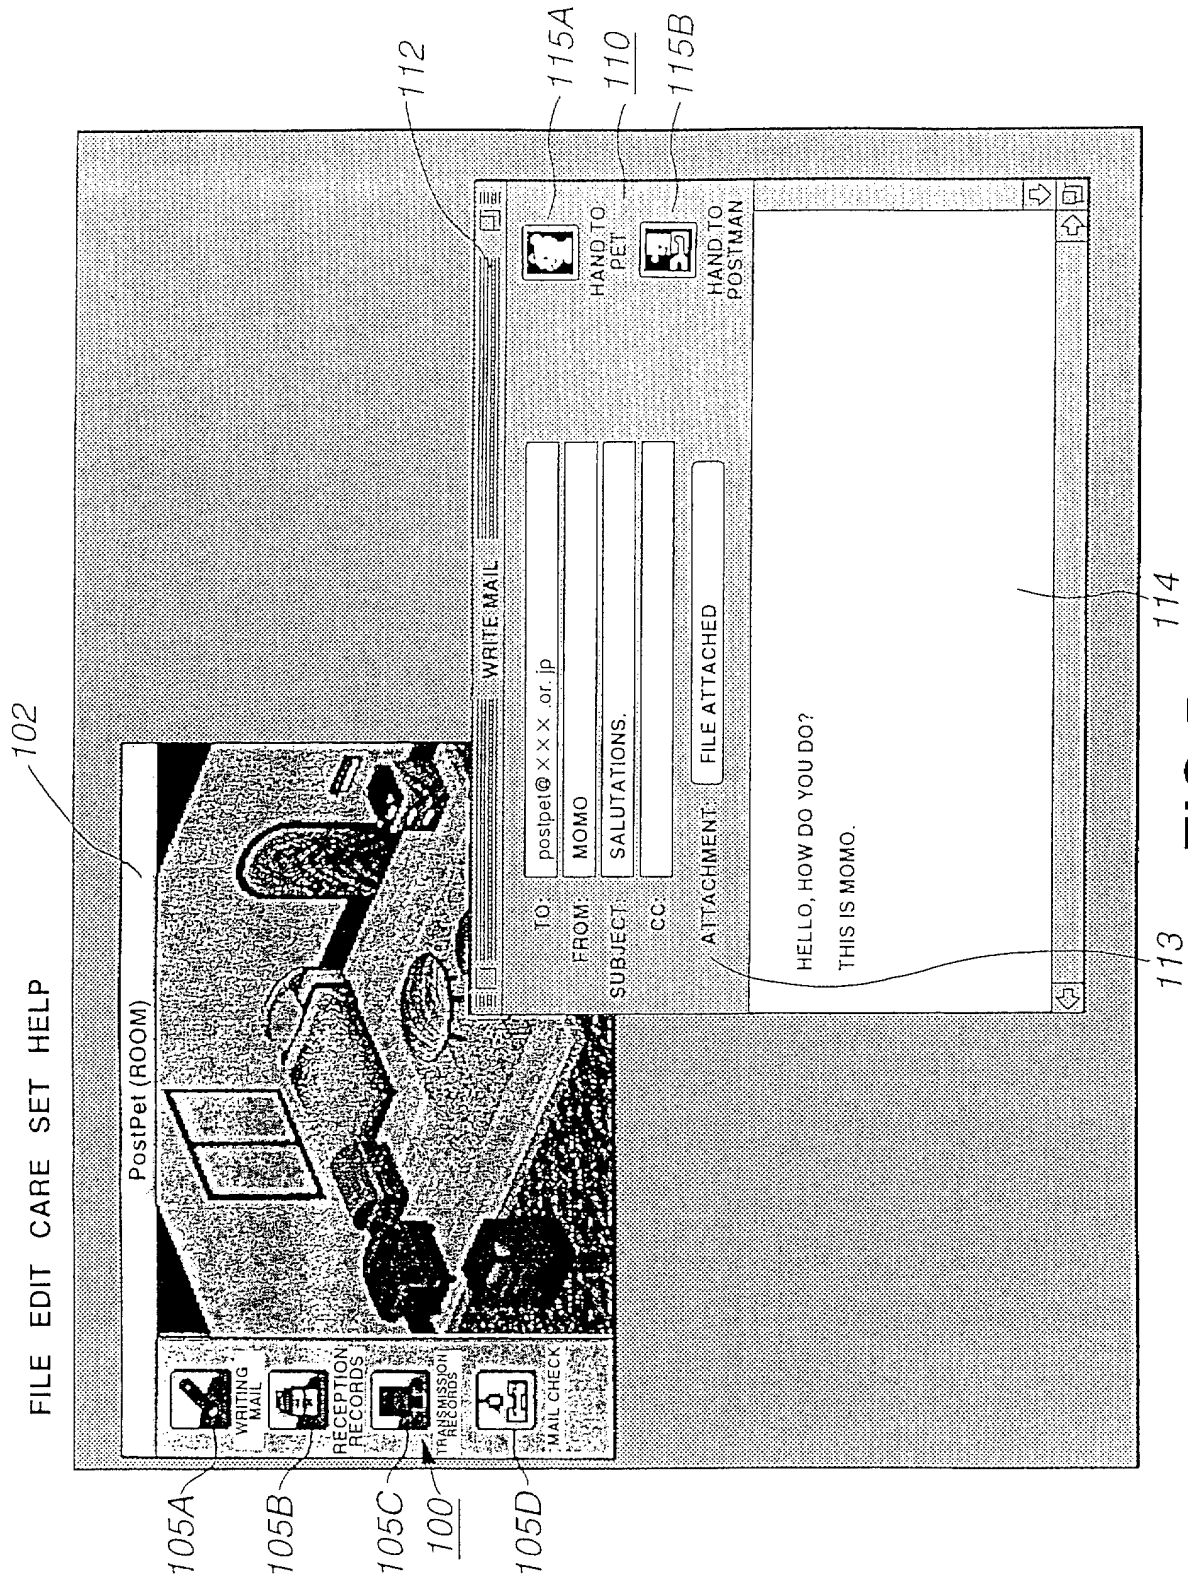 FILE EDIT CARE SET HELP
102
PostPet (ROOM)
105A
WRITING
MAIL
105B
RECEPTION
RECORDS
105C
TRANSMISSION
RECORDS
100
105D
MAIL CHECK
112
WRITE MAIL
TO: postpet@ X X X .or.jp
FROM: MOMO
SUBJECT: SALUTATIONS.
CC:
ATTACHMENT: FILE ATTACHED
115A
HAND TO
PET
110
115B
HAND TO
POSTMAN
HELLO, HOW DO YOU DO?
THIS IS MOMO.
113
114